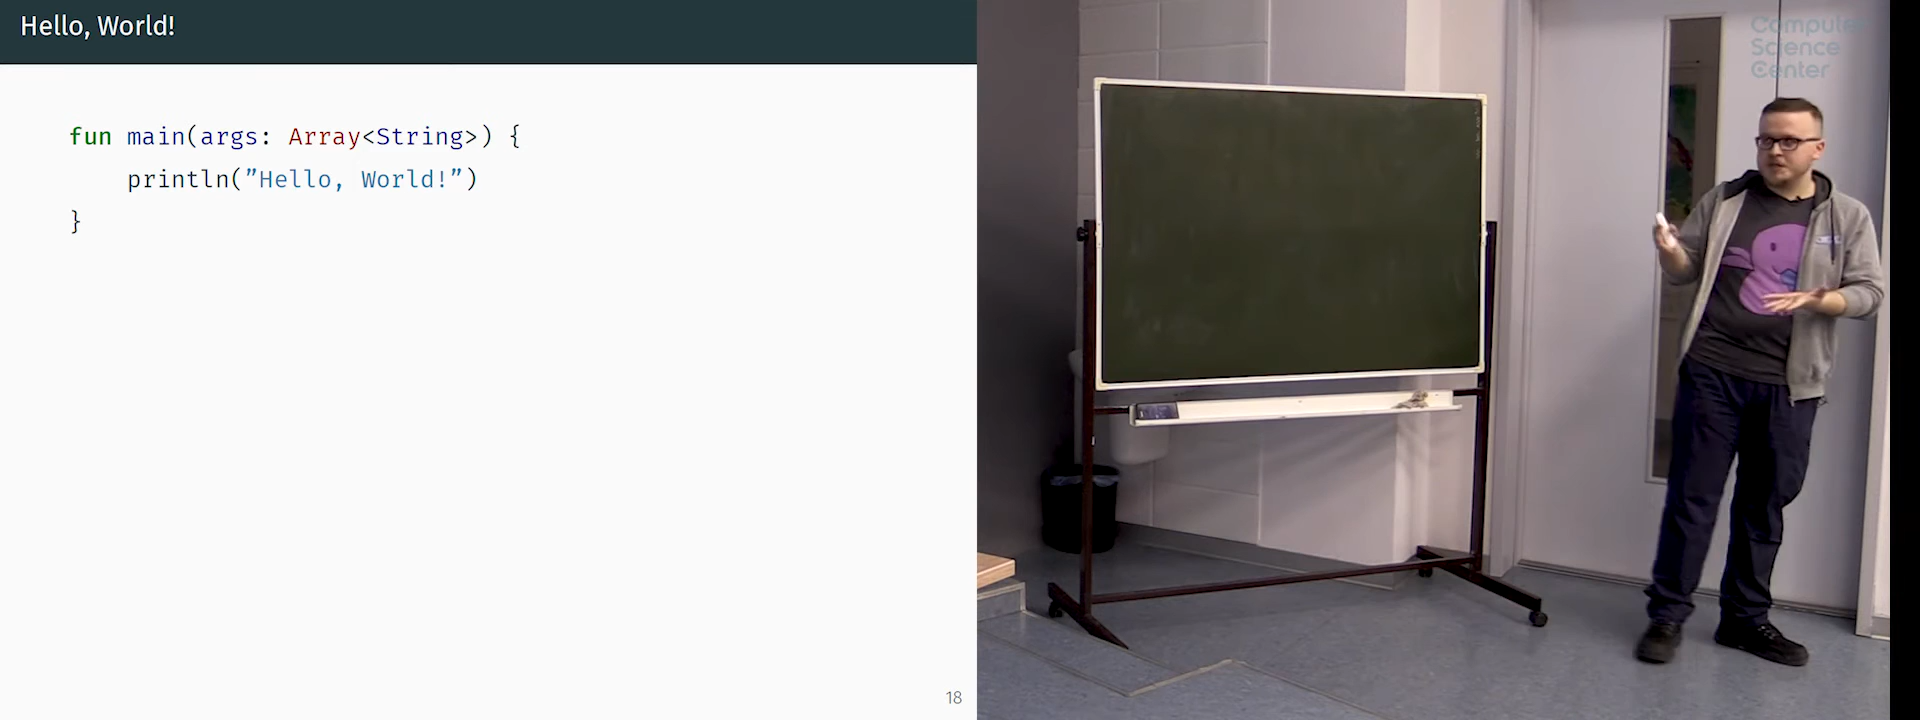 Hello, World!
fun main(args: Array<String>) {
    println(”Hello, World!”)
}
18
Computer
Science
Center